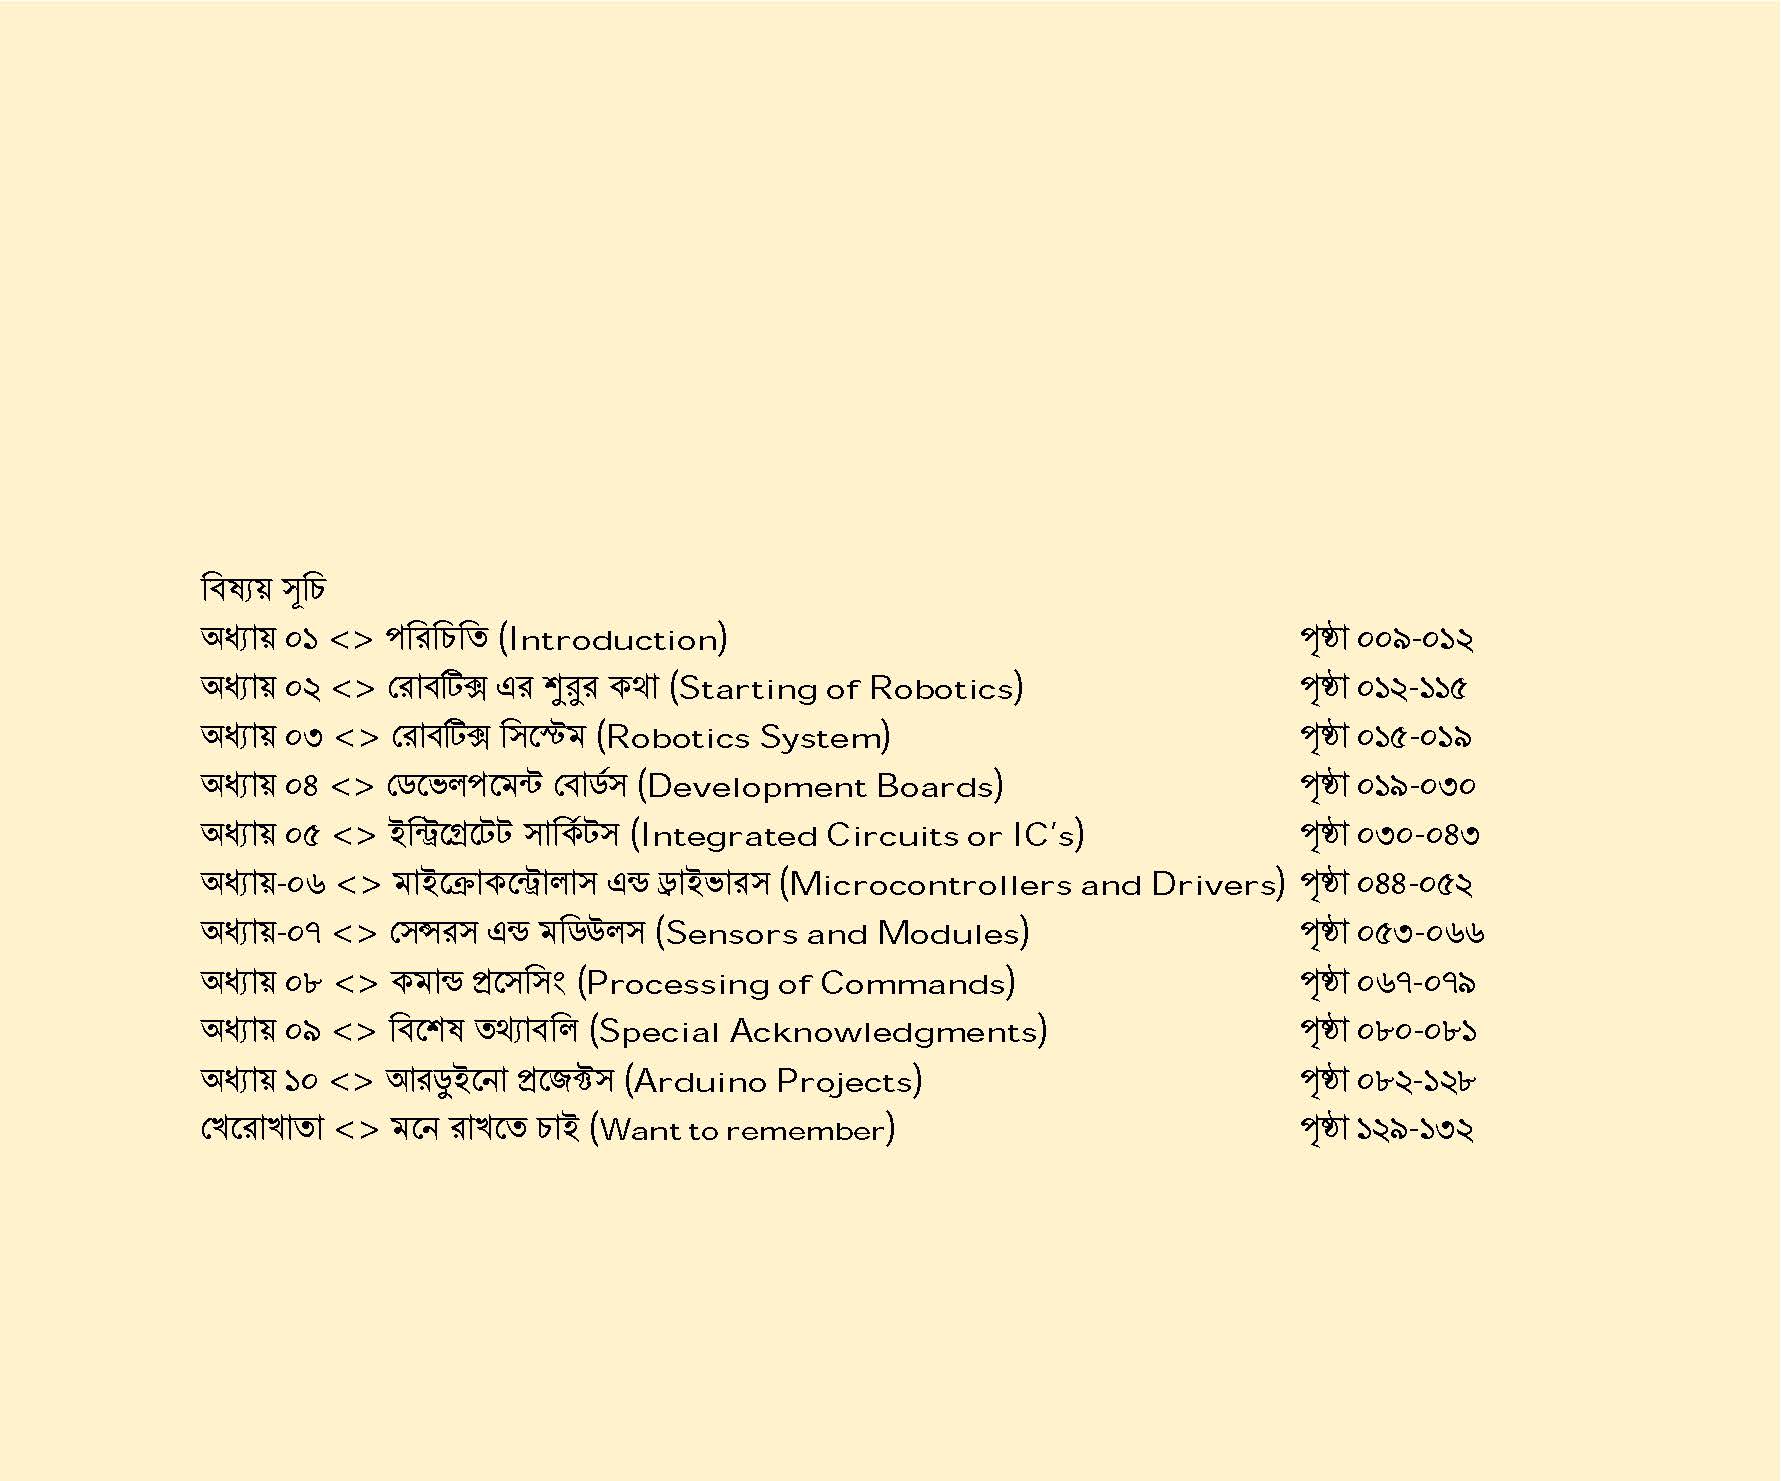 বিষ্যয় সূচি
অধ্যায় ০১ <> পরিচিতি (Introduction) পৃষ্ঠা ০০৯-০১২
অধ্যায় ০২ <> রোবটিক্স এর শুরুর কথা (Starting of Robotics) পৃষ্ঠা ০১২-১১৫
অধ্যায় ০৩ <> রোবটিক্স সিস্টেম (Robotics System) পৃষ্ঠা ০১৫-০১৯
অধ্যায় ০৪ <> ডেভেলপমেন্ট বোর্ডস (Development Boards) পৃষ্ঠা ০১৯-০৩০
অধ্যায় ০৫ <> ইন্ট্রিগ্রেটেট সার্কিটস (Integrated Circuits or IC's) পৃষ্ঠা ০৩০-০৪৩
অধ্যায়-০৬ <> মাইক্রোকন্ট্রোলাস এন্ড ড্রাইভারস (Microcontrollers and Drivers) পৃষ্ঠা ০৪৪-০৫২
অধ্যায়-০৭ <> সেন্সরস এন্ড মডিউলস (Sensors and Modules) পৃষ্ঠা ০৫৩-০৬৬
অধ্যায় ০৮ <> কমান্ড প্রসেসিং (Processing of Commands) পৃষ্ঠা ০৬৭-০৭৯
অধ্যায় ০৯ <> বিশেষ তথ্যাবলি (Special Acknowledgments) পৃষ্ঠা ০৮০-০৮১
অধ্যায় ১০ <> আরডুইনো প্রজেক্টস (Arduino Projects) পৃষ্ঠা ০৮২-১২৮
খেরোখাতা <> মনে রাখতে চাই (Want to remember) পৃষ্ঠা ১২৯-১৩২